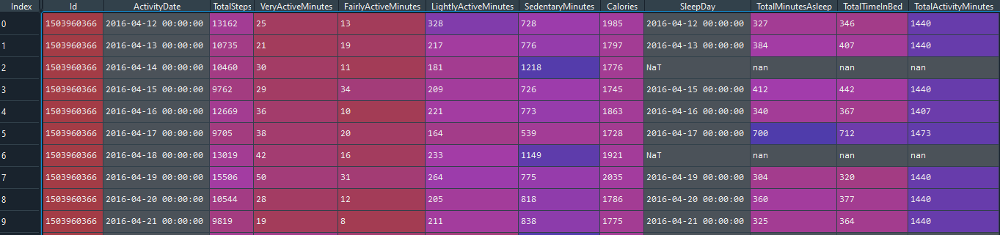 Index Id ActivityDate TotalSteps VeryActiveMinutes FairlyActiveMinutes LightlyActiveMinutes SedentaryMinutes Calories SleepDay TotalMinutesAsleep TotalTimeInBed TotalActivityMinutes
0 1503960366 2016-04-12 00:00:00 13162 25 13 328 728 1985 2016-04-12 00:00:00 327 346 1440
1 1503960366 2016-04-13 00:00:00 10735 21 19 217 776 1797 2016-04-13 00:00:00 384 407 1440
2 1503960366 2016-04-14 00:00:00 10460 30 11 181 1218 1776 NaT nan nan nan
3 1503960366 2016-04-15 00:00:00 9762 29 34 209 726 1745 2016-04-15 00:00:00 412 442 1440
4 1503960366 2016-04-16 00:00:00 12669 36 10 221 773 1863 2016-04-16 00:00:00 340 367 1407
5 1503960366 2016-04-17 00:00:00 9705 38 20 164 539 1728 2016-04-17 00:00:00 700 712 1473
6 1503960366 2016-04-18 00:00:00 13019 42 16 233 1149 1921 NaT nan nan nan
7 1503960366 2016-04-19 00:00:00 15506 50 31 264 775 2035 2016-04-19 00:00:00 304 320 1440
8 1503960366 2016-04-20 00:00:00 10544 28 12 205 818 1786 2016-04-20 00:00:00 360 377 1440
9 1503960366 2016-04-21 00:00:00 9819 19 8 211 838 1775 2016-04-21 00:00:00 325 364 1440